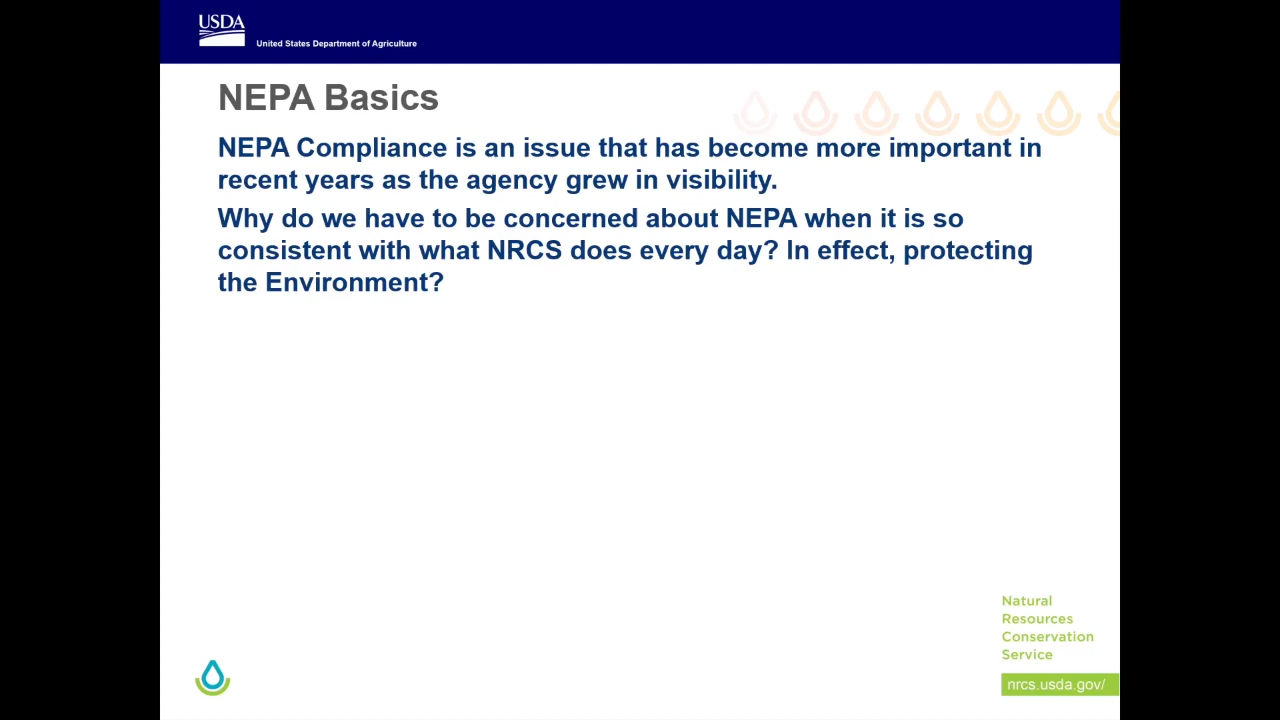 USDA
United States Department of Agriculture
NEPA Basics
NEPA Compliance is an issue that has become more important in
recent years as the agency grew in visibility.
Why do we have to be concerned about NEPA when it is so
consistent with what NRCS does every day? In effect, protecting
the Environment?
Natural
Resources
Conservation
Service
nrcs.usda.gov/